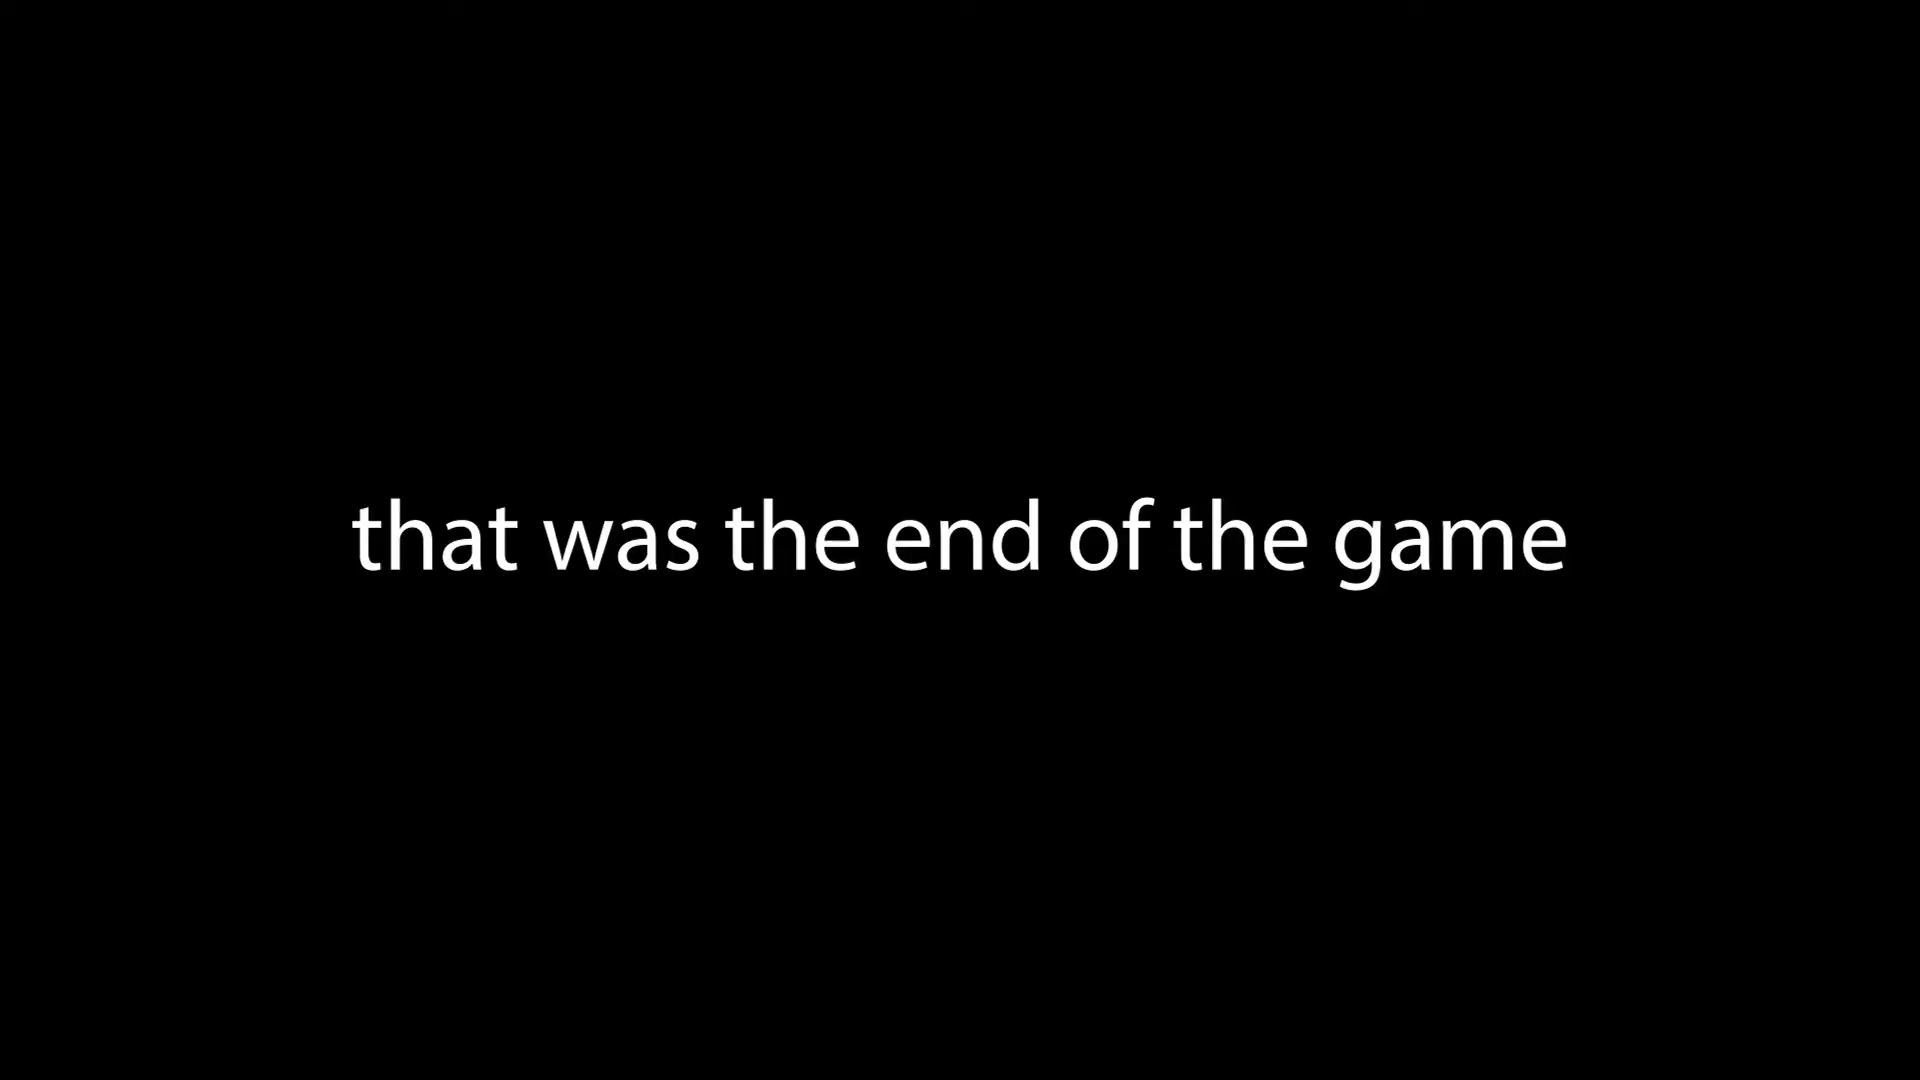 that was the end of the game